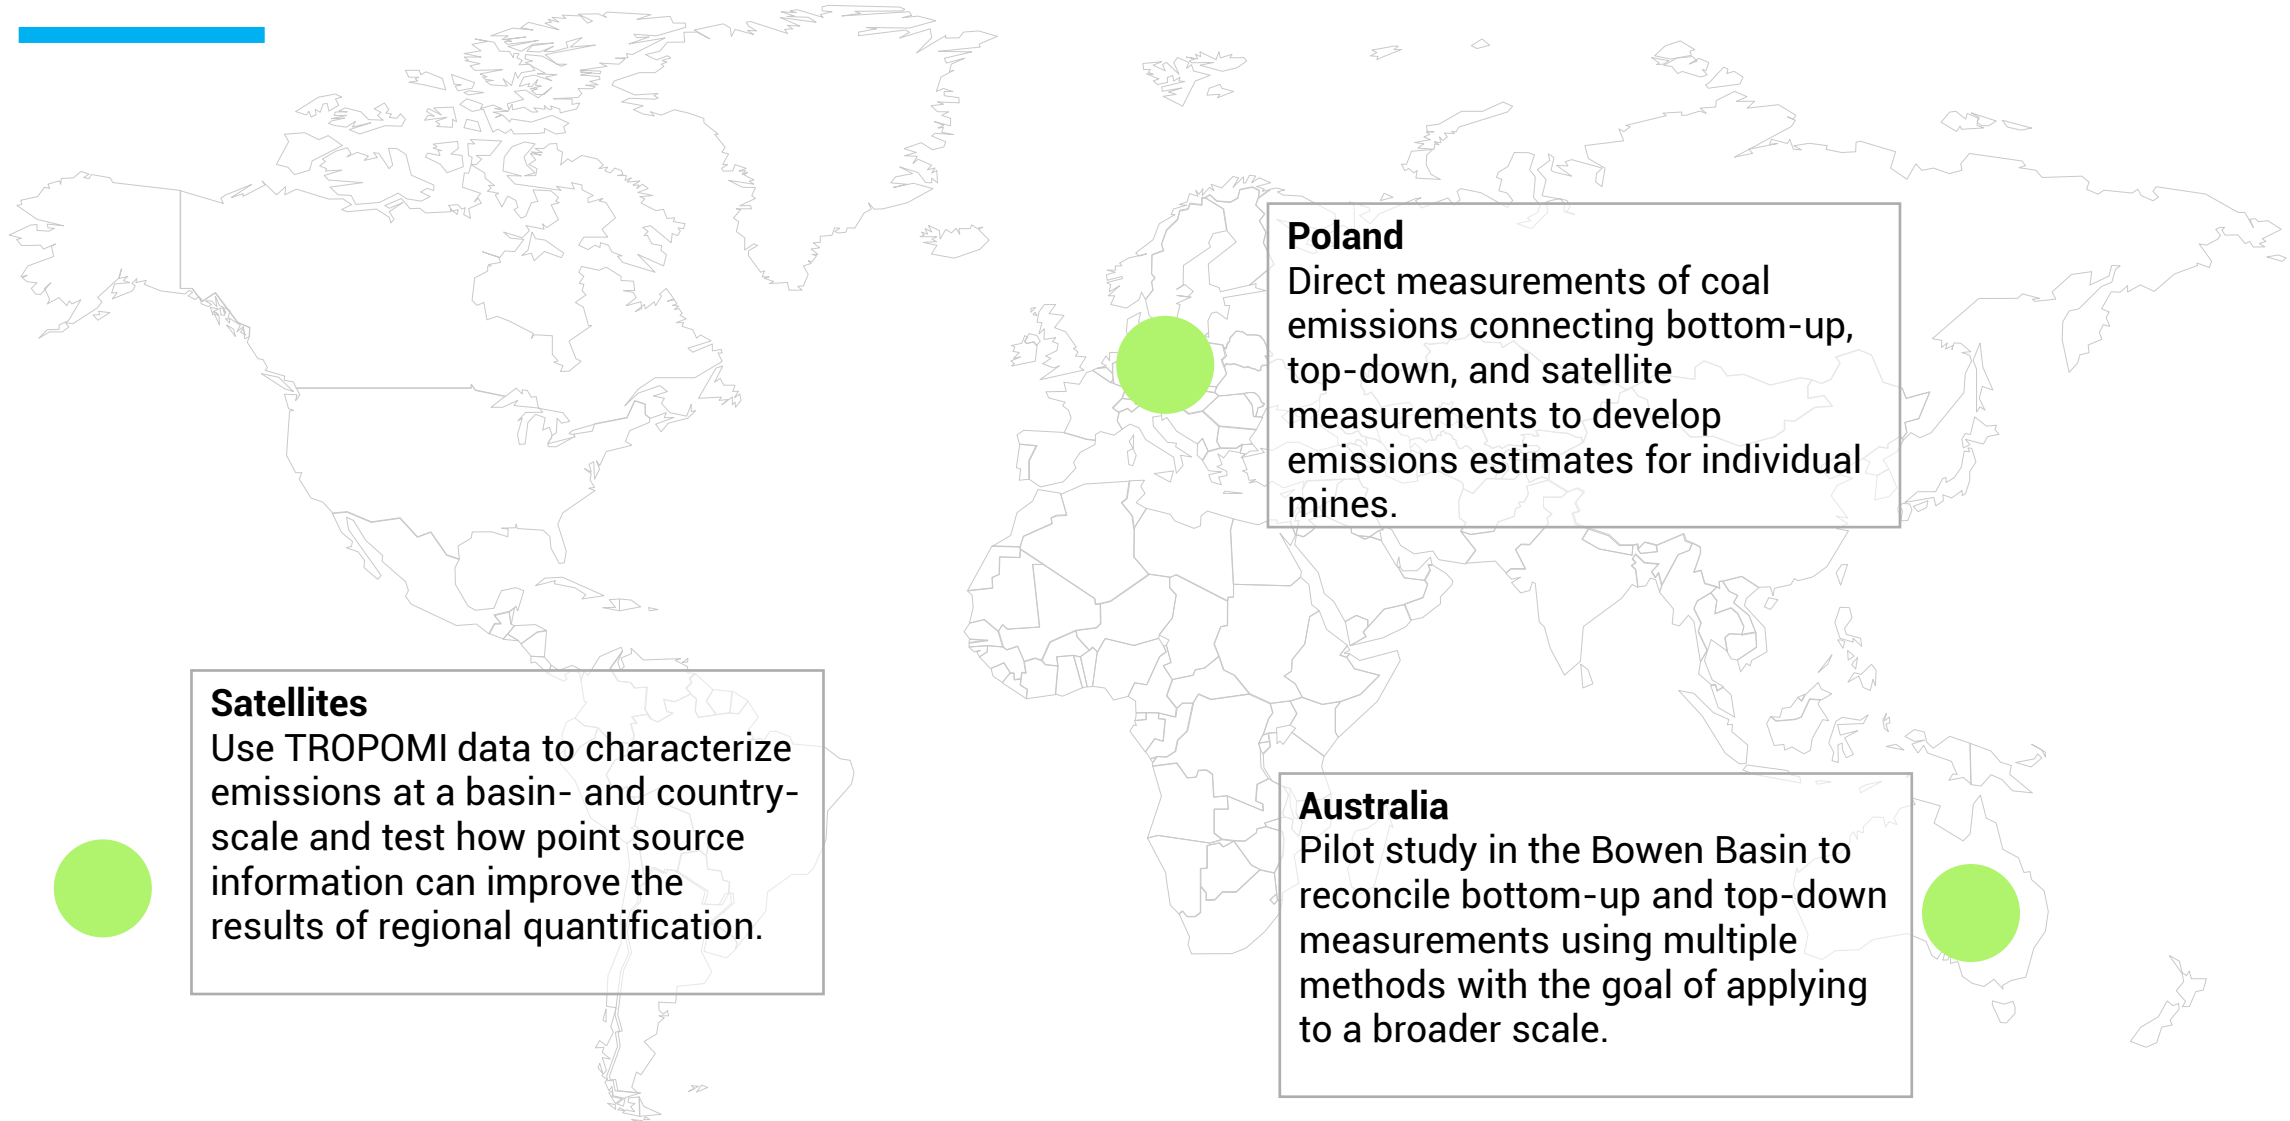 Poland
Direct measurements of coal
emissions connecting bottom-up,
top-down, and satellite
measurements to develop
emissions estimates for individual
mines.
Satellites
Use TROPOMI data to characterize
emissions at a basin- and country-
scale and test how point source
information can improve the
results of regional quantification.
Australia
Pilot study in the Bowen Basin to
reconcile bottom-up and top-down
measurements using multiple
methods with the goal of applying
to a broader scale.